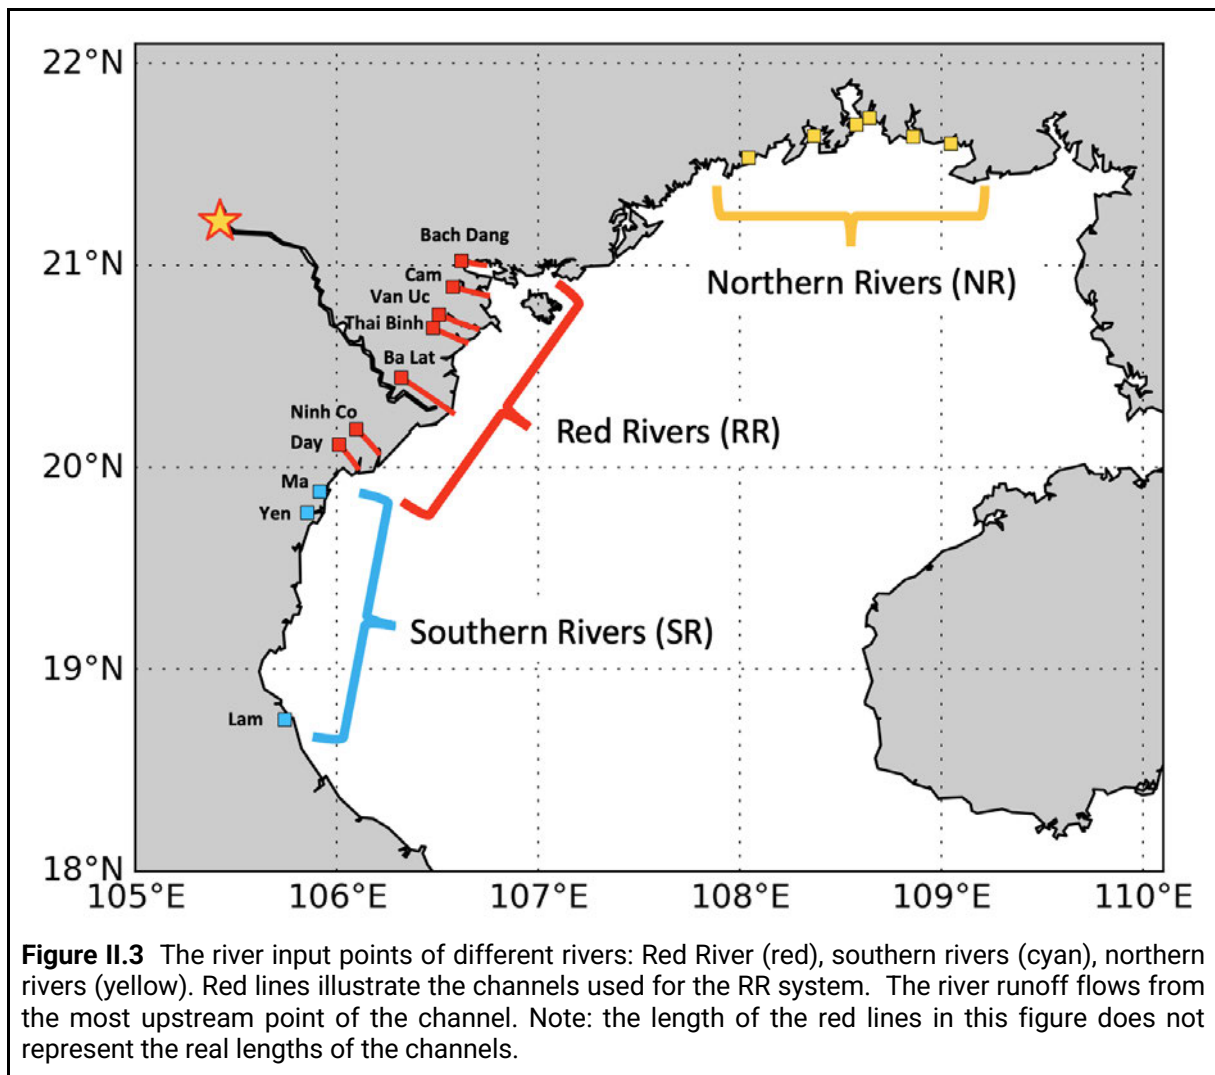 22°N
21°N
20°N
19°N
18°N
105°E
106°E
107°E
108°E
109°E
110°E
Bach Dang
Cam
Van Uc
Thai Binh
Ba Lat
Ninh Co
Day
Ma
Yen
Lam
Northern Rivers (NR)
Red Rivers (RR)
Southern Rivers (SR)
Figure II.3 The river input points of different rivers: Red River (red), southern rivers (cyan), northern
rivers (yellow). Red lines illustrate the channels used for the RR system. The river runoff flows from
the most upstream point of the channel. Note: the length of the red lines in this figure does not
represent the real lengths of the channels.